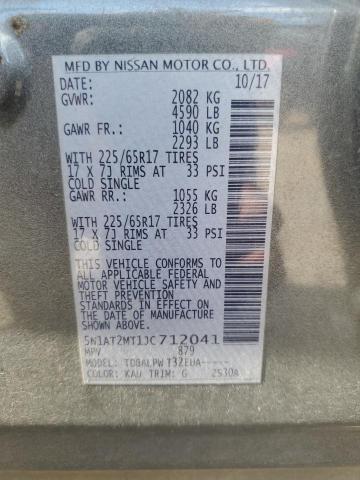 MFD BY NISSAN MOTOR CO., LTD.
DATE: 10/17
GVWR: 2082 KG
4590 LB
GAWR FR.: 1040 KG
2293 LB
WITH 225/65R17 TIRES
17 X 7J RIMS AT 33 PSI
COLD SINGLE
GAWR RR.: 1055 KG
2326 LB
WITH 225/65R17 TIRES
17 X 7J RIMS AT 33 PSI
COLD SINGLE
THIS VEHICLE CONFORMS TO
ALL APPLICABLE FEDERAL
MOTOR VEHICLE SAFETY AND
THEFT PREVENTION
STANDARDS IN EFFECT ON
THE DATE OF MANUFACTURE
SHOWN ABOVE.
5N1AT2MT1JC712041
MPV 879
MODEL: TDBALPW T32EUA-----
COLOR: KAD TRIM: G 2930A